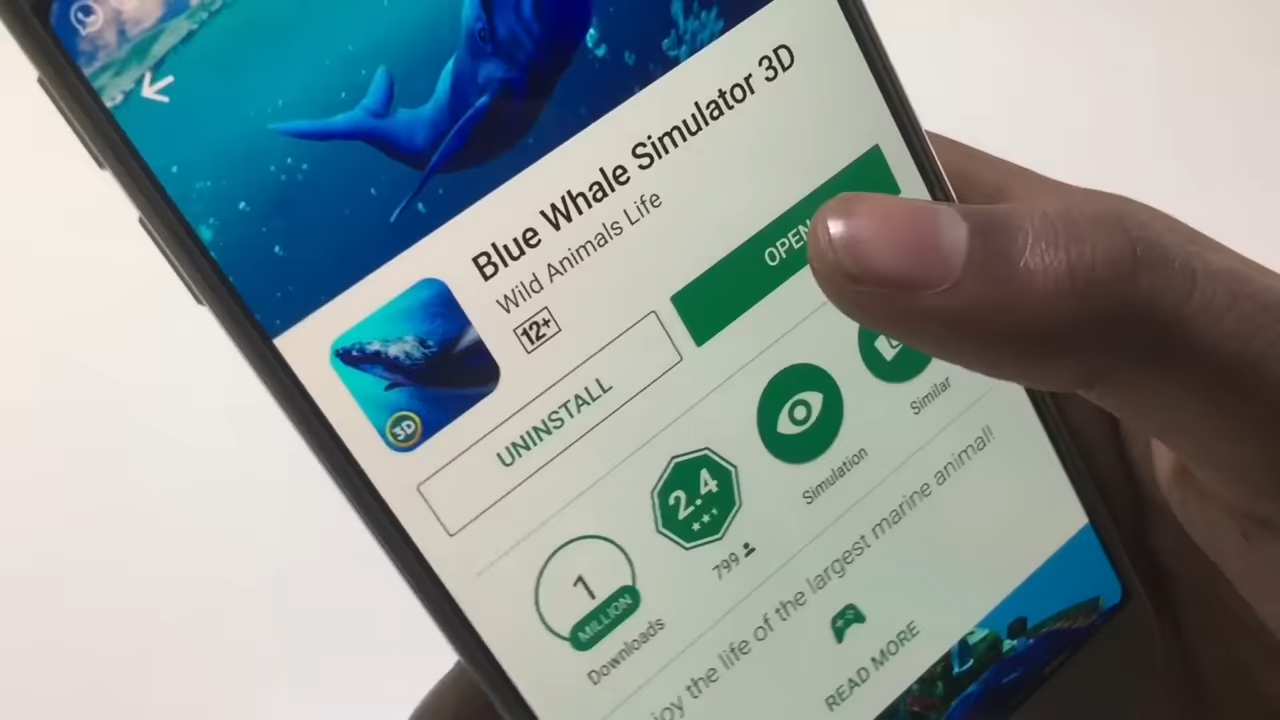 Blue Whale Simulator 3D
Wild Animals Life
12+
3D
UNINSTALL
OPEN
1
MILLION
Downloads
2.4
799
Simulation
Similar
the life of the largest marine animal!
READ MORE